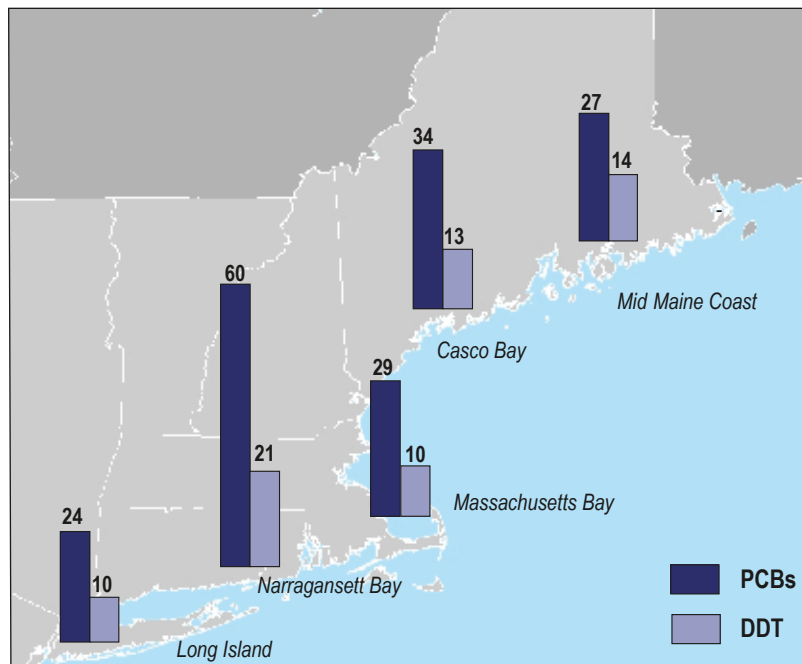 27
34
14
13
60
Mid Maine Coast
Casco Bay
29
21
10
Massachusetts Bay
24
10
Narragansett Bay
PCBs
DDT
Long Island